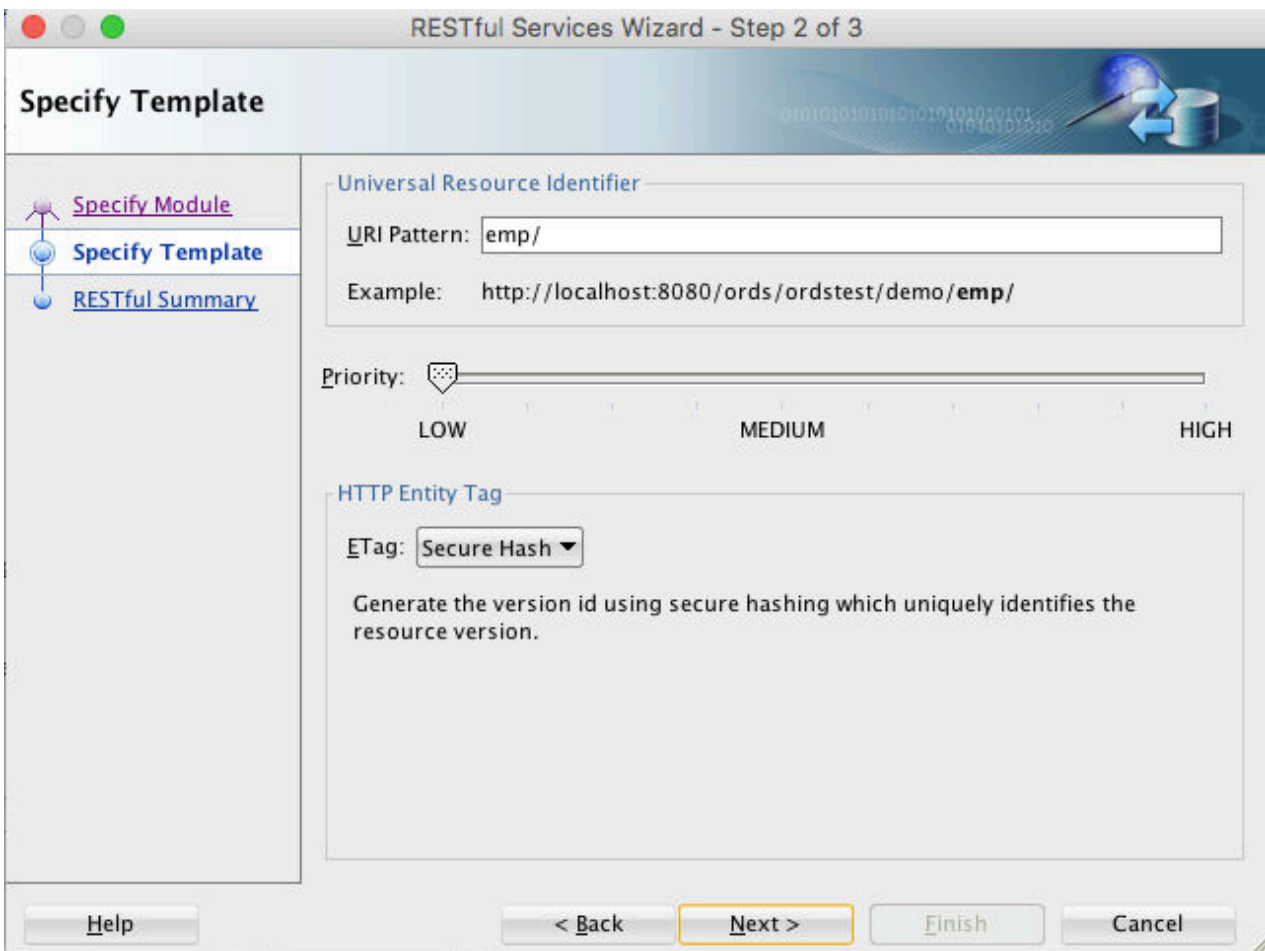 RESTful Services Wizard - Step 2 of 3
Specify Template
Specify Module
Specify Template
RESTful Summary
Universal Resource Identifier
URI Pattern: emp/
Example: http://localhost:8080/ords/ordstest/demo/emp/
Priority:
LOW MEDIUM HIGH
HTTP Entity Tag
ETag: Secure Hash
Generate the version id using secure hashing which uniquely identifies the
resource version.
Help < Back Next > Finish Cancel